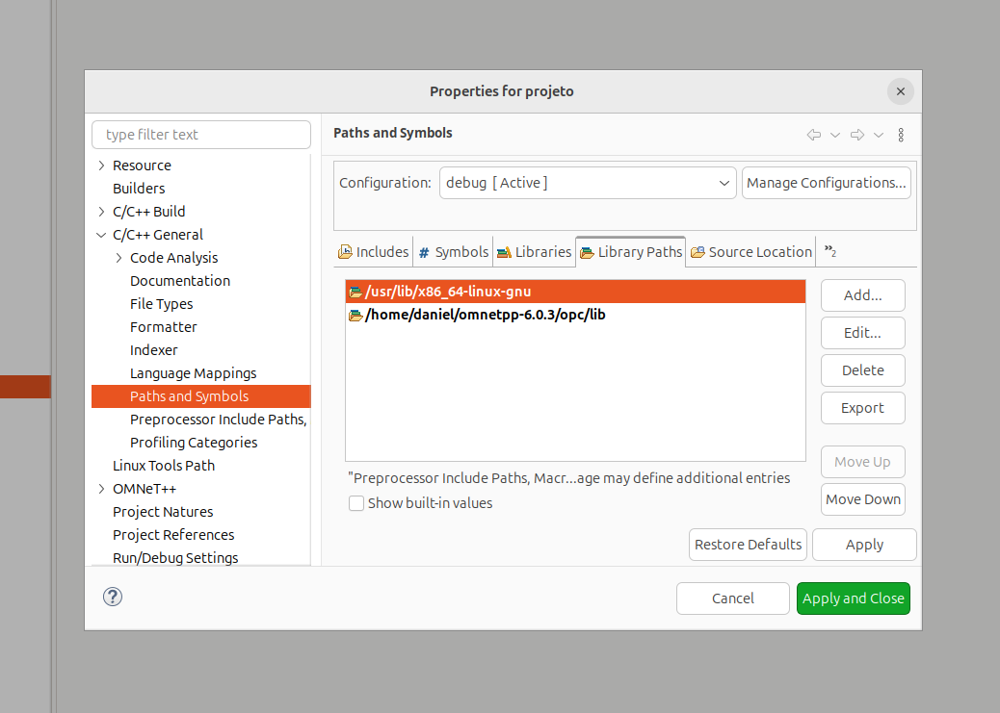 Properties for projeto
type filter text
Resource
Builders
C/C++ Build
C/C++ General
Code Analysis
Documentation
File Types
Formatter
Indexer
Language Mappings
Paths and Symbols
Preprocessor Include Paths,
Profiling Categories
Linux Tools Path
OMNeT++
Project Natures
Project References
Run/Debug Settings
Paths and Symbols
Configuration: debug [ Active ] Manage Configurations...
Includes # Symbols Libraries Library Paths Source Location »2
/usr/lib/x86_64-linux-gnu
/home/daniel/omnetpp-6.0.3/opc/lib
Add...
Edit...
Delete
Export
Move Up
Move Down
"Preprocessor Include Paths, Macr...age may define additional entries
Show built-in values
Restore Defaults Apply
? Cancel Apply and Close